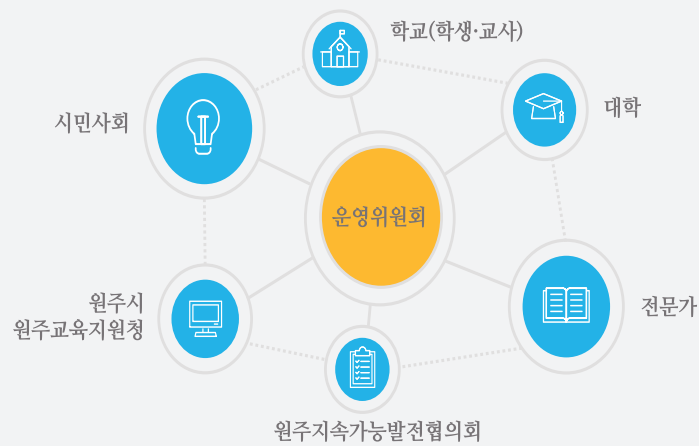 학교(학생·교사)
시민사회
대학
운영위원회
원주시
원주교육지원청
전문가
원주지속가능발전협의회